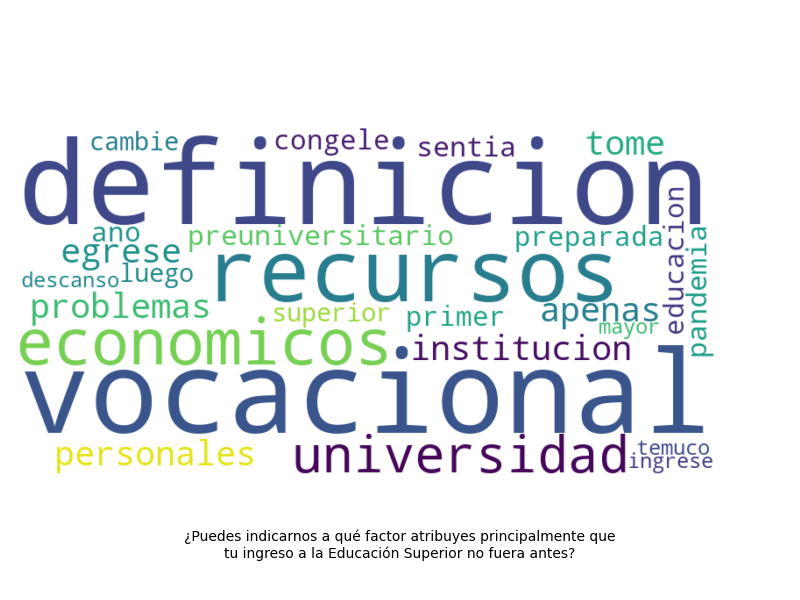 cambie
congele
sentia
tome
definicion
ano
preuniversitario
preparada
educacion
pandemia
egrese
descanso
luego
recursos
problemas
superior
primer
apenas
mayor
economicos
institucion
vocacional
personales
universidad
temuco
ingrese
¿Puedes indicarnos a qué factor atribuyes principalmente que
tu ingreso a la Educación Superior no fuera antes?